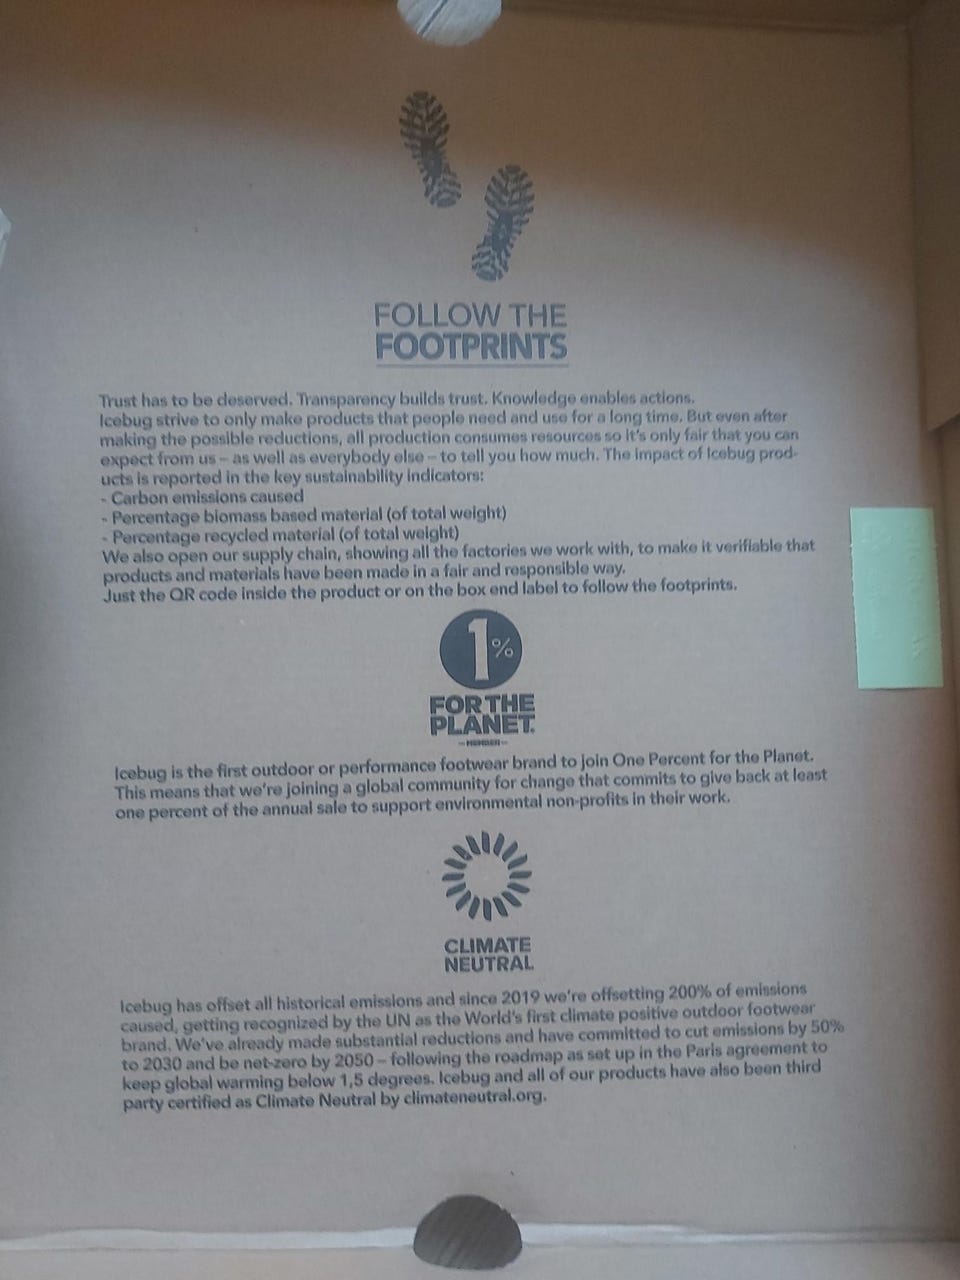 FOLLOW THE
FOOTPRINTS
Trust has to be deserved. Transparency builds trust. Knowledge enables actions.
Icebug strive to only make products that people need and use for a long time. But even after
making the possible reductions, all production consumes resources so it's only fair that you can
expect from us – as well as everybody else – to tell you how much. The impact of Icebug prod-
ucts is reported in the key sustainability indicators:
- Carbon emissions caused
- Percentage biomass based material (of total weight)
- Percentage recycled material (of total weight)
We also open our supply chain, showing all the factories we work with, to make it verifiable that
products and materials have been made in a fair and responsible way.
Just the QR code inside the product or on the box end label to follow the footprints.
1%
FOR THE
PLANET.
MEMBER
Icebug is the first outdoor or performance footwear brand to join One Percent for the Planet.
This means that we're joining a global community for change that commits to give back at least
one percent of the annual sale to support environmental non-profits in their work.
CLIMATE
NEUTRAL
Icebug has offset all historical emissions and since 2019 we're offsetting 200% of emissions
caused, getting recognized by the UN as the World's first climate positive outdoor footwear
brand. We've already made substantial reductions and have committed to cut emissions by 50%
to 2030 and be net-zero by 2050 – following the roadmap as set up in the Paris agreement to
keep global warming below 1,5 degrees. Icebug and all of our products have also been third
party certified as Climate Neutral by climateneutral.org.